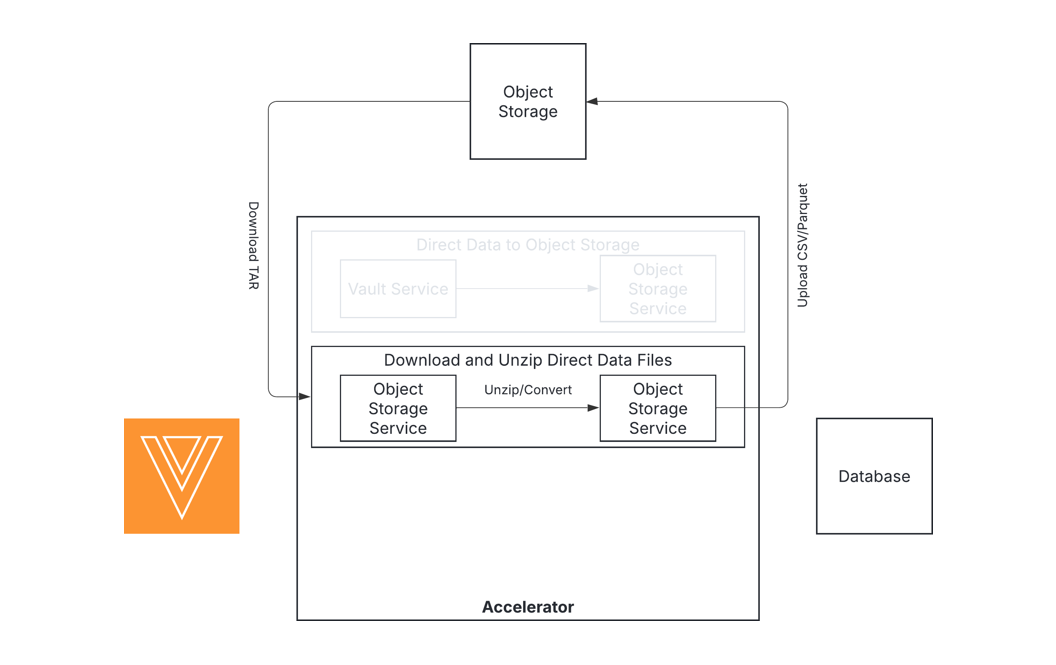 Object
Storage
Download TAR
Upload CSV/Parquet
Direct Data to Object Storage
Vault Service
Object
Storage
Service
Download and Unzip Direct Data Files
Object
Storage
Service
Unzip/Convert
Object
Storage
Service
Database
Accelerator